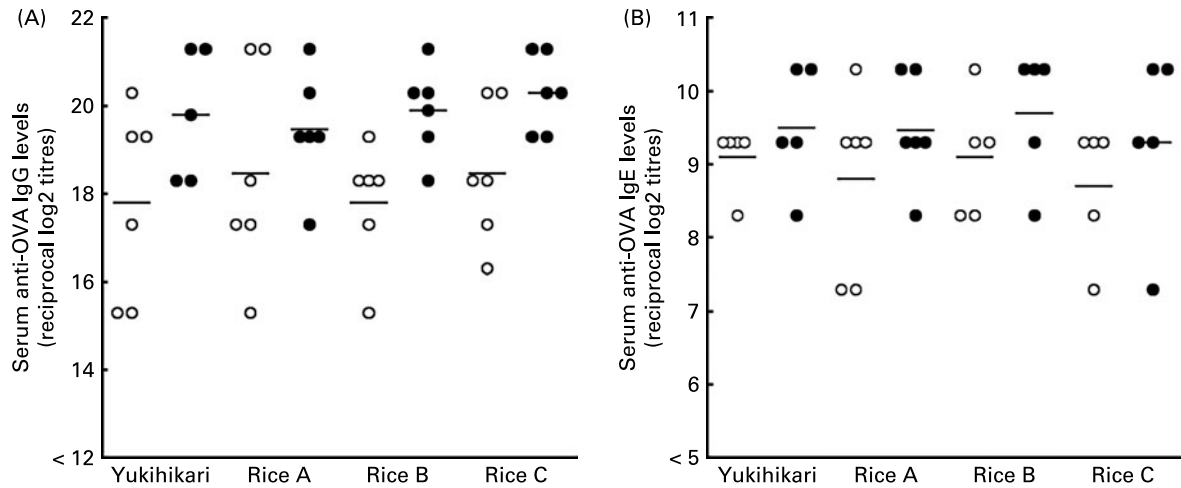 (A)
Serum anti-OVA IgG levels
(reciprocal log2 titres)
22
20
18
16
14
< 12
Yukihikari Rice A Rice B Rice C
(B)
Serum anti-OVA IgE levels
(reciprocal log2 titres)
11
10
9
8
7
6
< 5
Yukihikari Rice A Rice B Rice C